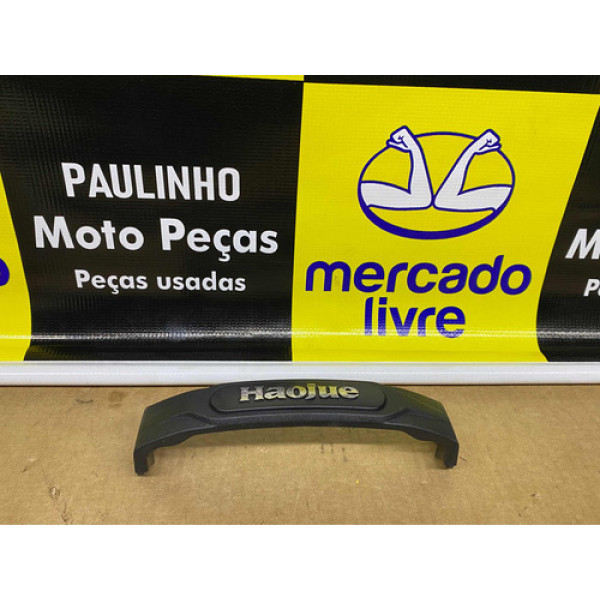 PAULINHO
Moto Peças
Peças usadas
mercado
livre
Haojue